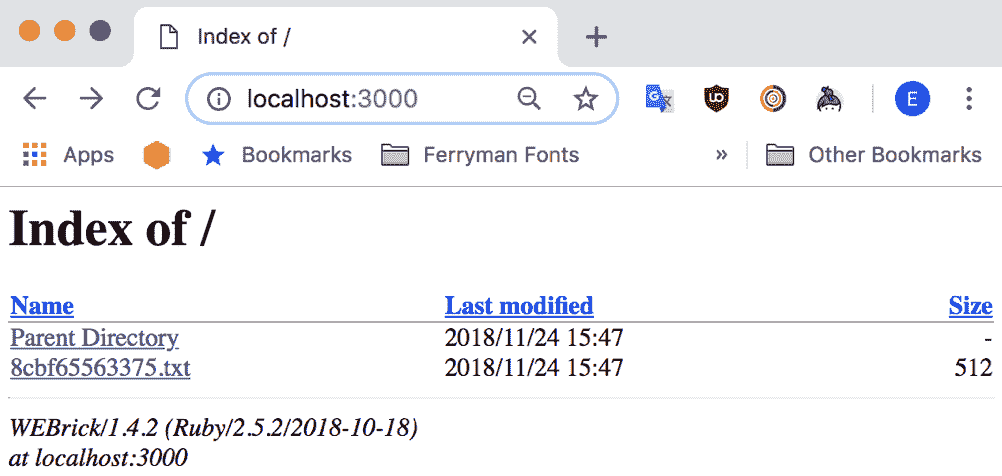 Index of /
localhost:3000
E
Apps Bookmarks Ferryman Fonts » Other Bookmarks
Index of /
Name Last modified Size
Parent Directory 2018/11/24 15:47 -
8cbf65563375.txt 2018/11/24 15:47 512
WEBrick/1.4.2 (Ruby/2.5.2/2018-10-18)
at localhost:3000